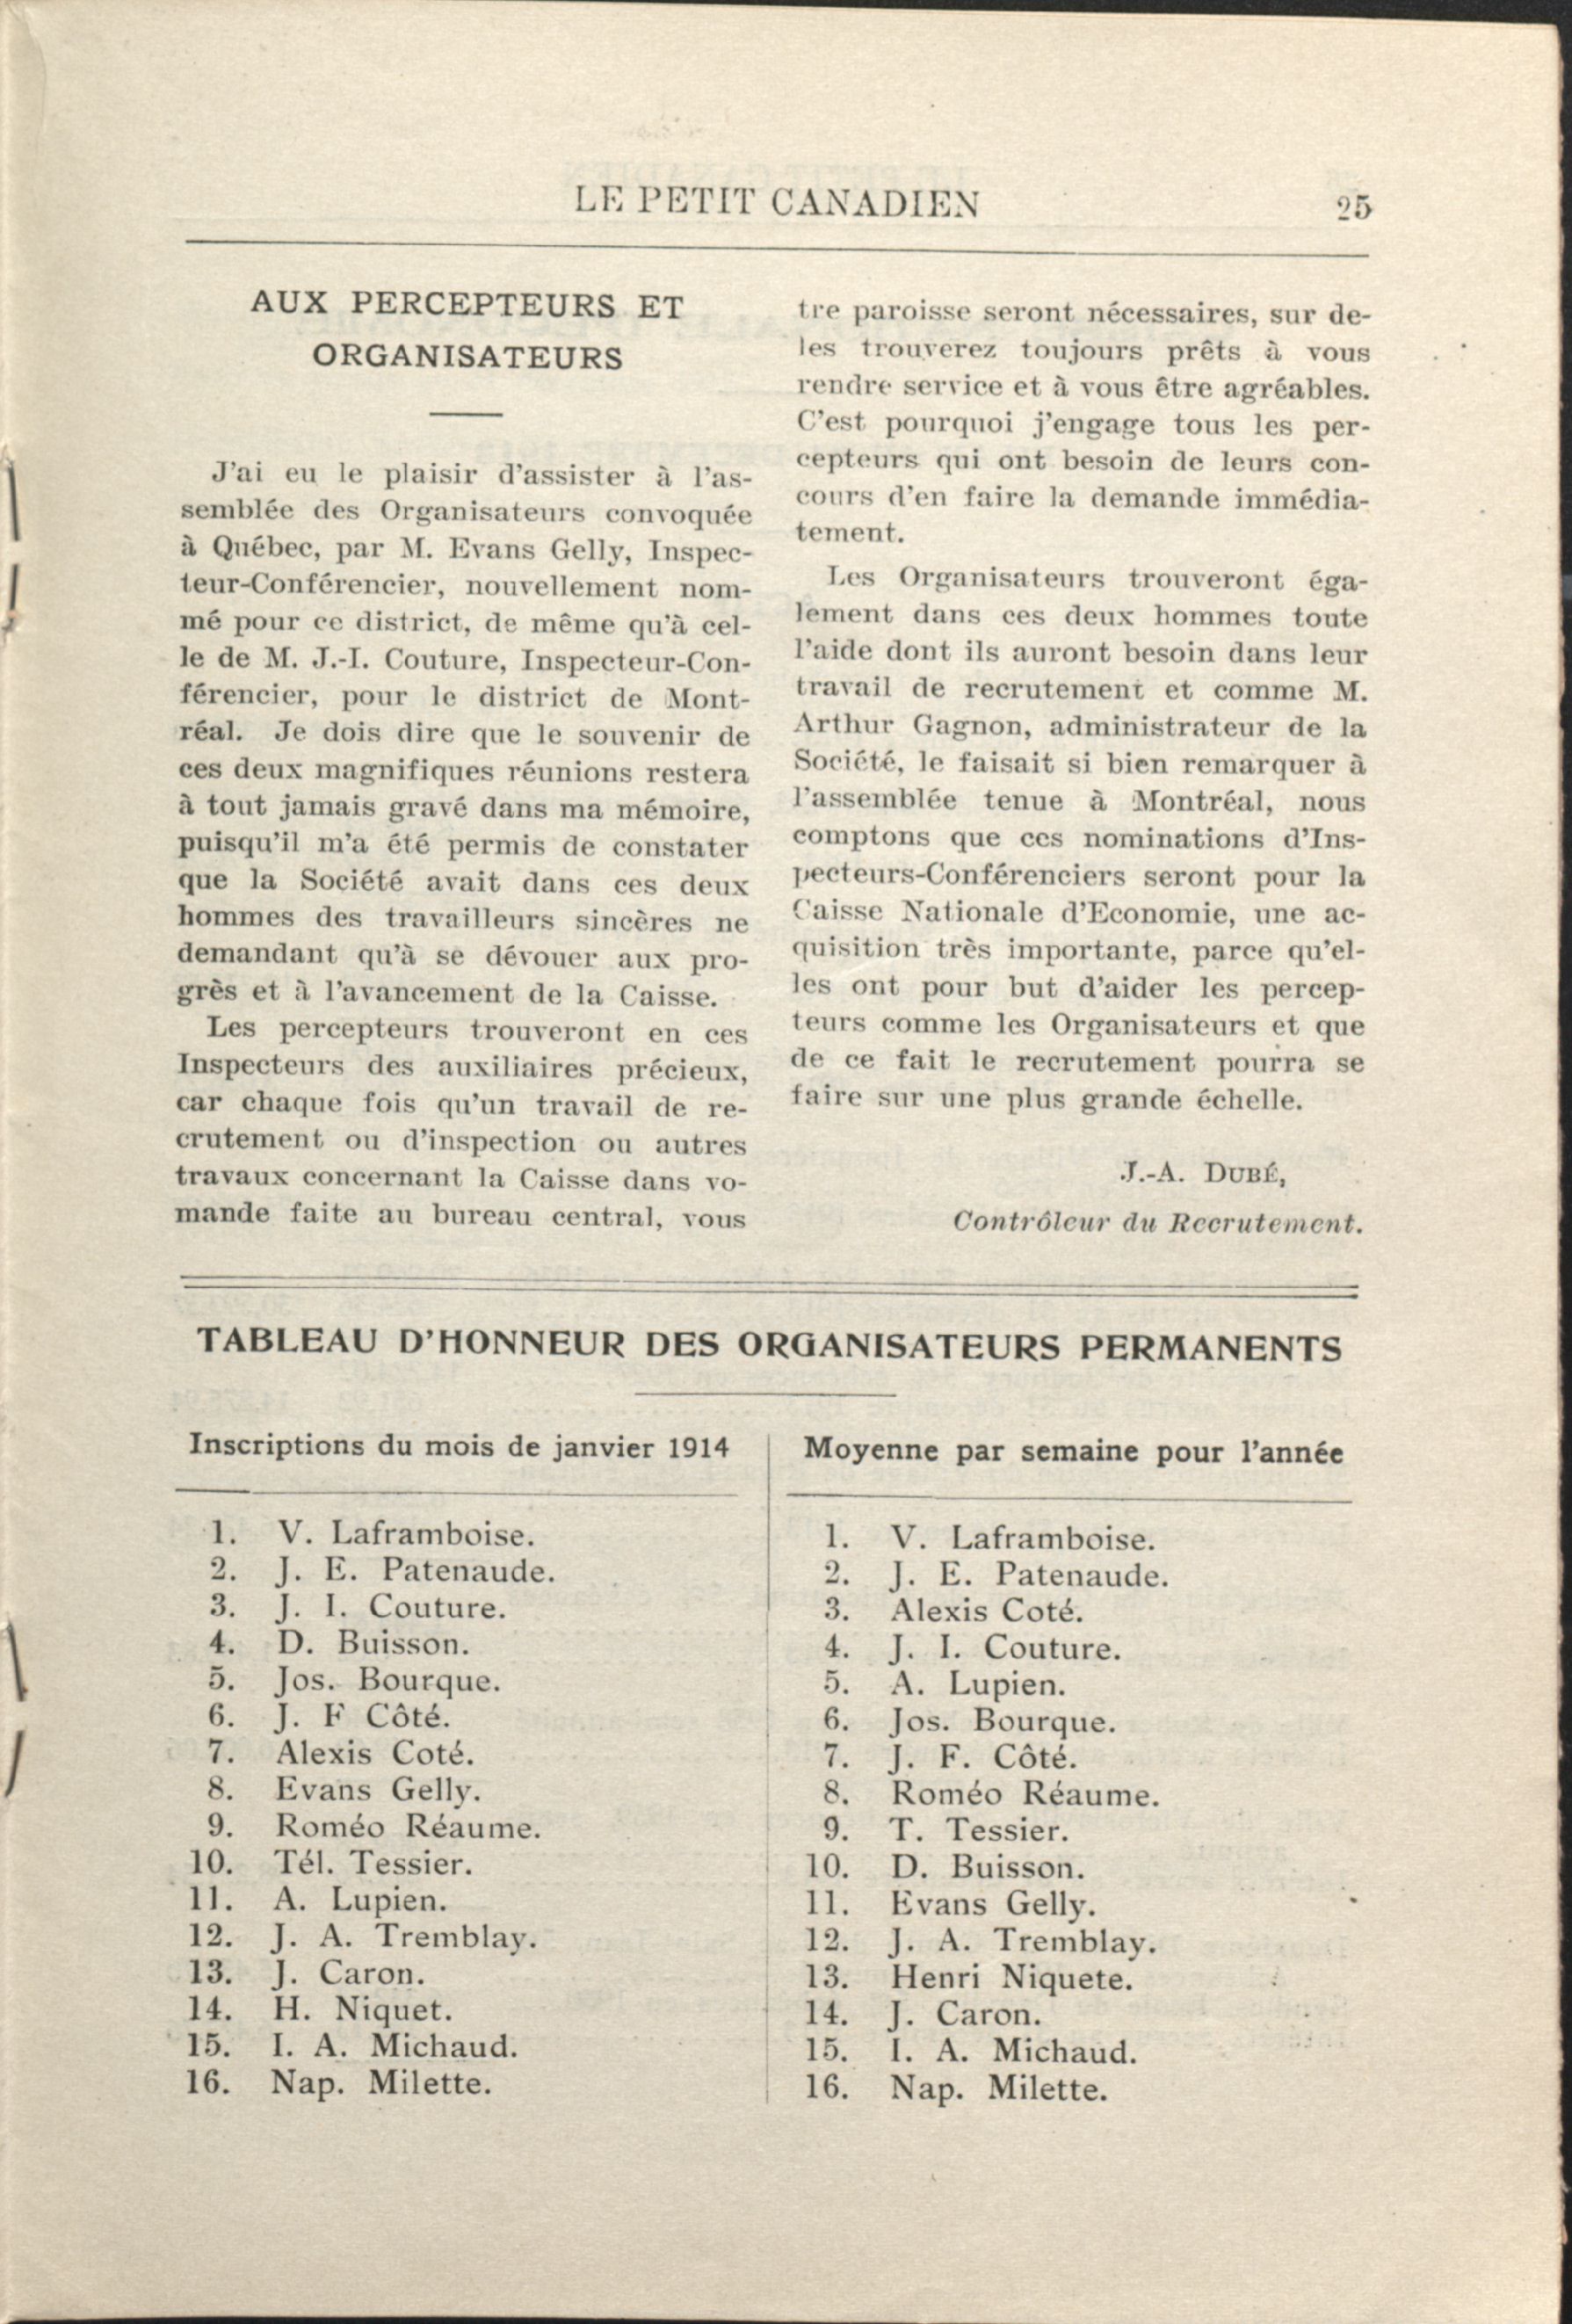 LE PETIT CANADIEN
25
AUX PERCEPTEURS ET
ORGANISATEURS
J'ai eu le plaisir d'assister à l'as-
semblée des Organisateurs convoquée
à Québec, par M. Evans Gelly, Inspec-
teur-Conférencier, nouvellement nom-
mé pour ce district, de même qu'à cel-
le de M. J.-I. Couture, Inspecteur-Con-
férencier, pour le district de Mont-
réal. Je dois dire que le souvenir de
ces deux magnifiques réunions restera
à tout jamais gravé dans ma mémoire,
puisqu'il m'a été permis de constater
que la Société avait dans ces deux
hommes des travailleurs sincères ne
demandant qu'à se dévouer aux pro-
grès et à l'avancement de la Caisse.
Les percepteurs trouveront en ces
Inspecteurs des auxiliaires précieux,
car chaque fois qu'un travail de re-
crutement ou d'inspection ou autres
travaux concernant la Caisse dans vo-
mande faite au bureau central, vous
tre paroisse seront nécessaires, sur de-
les trouverez toujours prêts à vous
rendre service et à vous être agréables.
C'est pourquoi j'engage tous les per-
cepteurs qui ont besoin de leurs con-
cours d'en faire la demande immédia-
tement.
Les Organisateurs trouveront éga-
lement dans ces deux hommes toute
l'aide dont ils auront besoin dans leur
travail de recrutement et comme M.
Arthur Gagnon, administrateur de la
Société, le faisait si bien remarquer à
l'assemblée tenue à Montréal, nous
comptons que ces nominations d'Ins-
pecteurs-Conférenciers seront pour la
Caisse Nationale d'Economie, une ac-
quisition très importante, parce qu'el-
les ont pour but d'aider les percep-
teurs comme les Organisateurs et que
de ce fait le recrutement pourra se
faire sur une plus grande échelle.
J.-A. DUBÉ,
Contrôleur du Recrutement.
TABLEAU D'HONNEUR DES ORGANISATEURS PERMANENTS
Inscriptions du mois de janvier 1914
1. V. Laframboise.
2. J. E. Patenaude.
3. J. I. Couture.
4. D. Buisson.
5. Jos. Bourque.
6. J. F Côté.
7. Alexis Coté.
8. Evans Gelly.
9. Roméo Réaume.
10. Tél. Tessier.
11. A. Lupien.
12. J. A. Tremblay.
13. J. Caron.
14. H. Niquet.
15. I. A. Michaud.
16. Nap. Milette.
Moyenne par semaine pour l'année
1. V. Laframboise.
2. J. E. Patenaude.
3. Alexis Coté.
4. J. I. Couture.
5. A. Lupien.
6. Jos. Bourque.
7. J. F. Côté.
8. Roméo Réaume.
9. T. Tessier.
10. D. Buisson.
11. Evans Gelly.
12. J. A. Tremblay.
13. Henri Niquete.
14. J. Caron.
15. I. A. Michaud.
16. Nap. Milette.